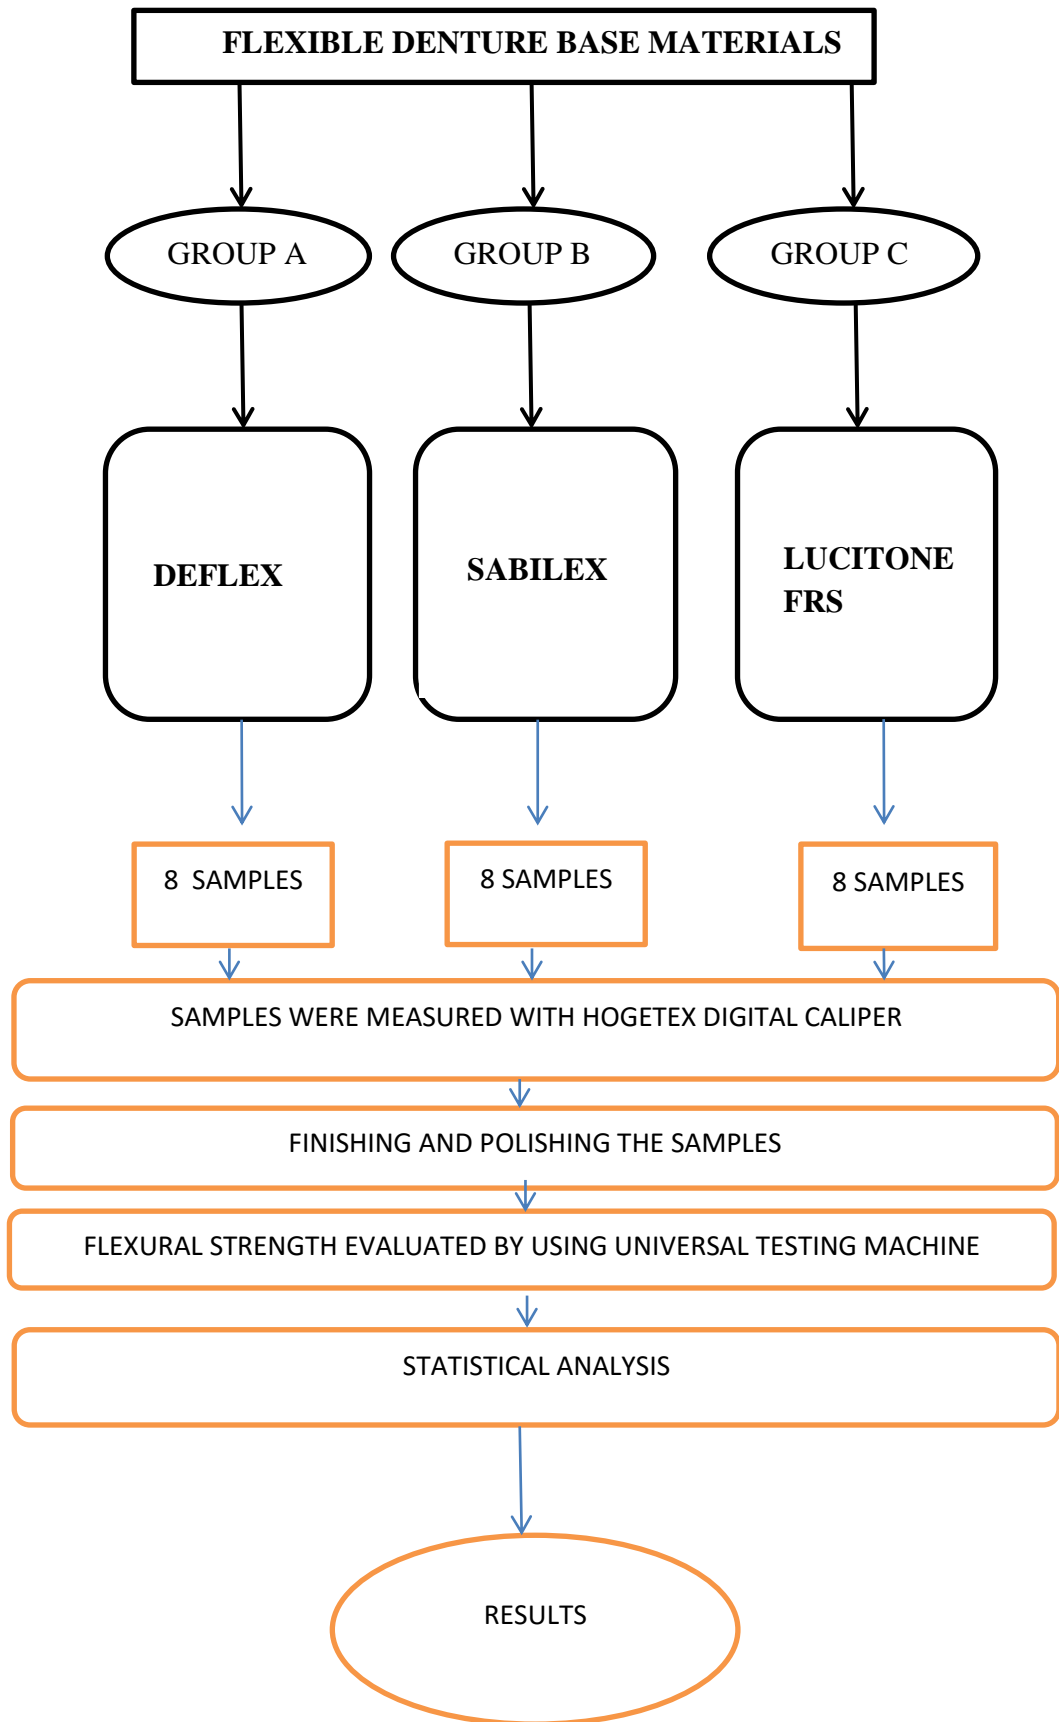 FLEXIBLE DENTURE BASE MATERIALS
GROUP A
GROUP B
GROUP C
DEFLEX
SABILEX
LUCITONE
FRS
8 SAMPLES
8 SAMPLES
8 SAMPLES
SAMPLES WERE MEASURED WITH HOGETEX DIGITAL CALIPER
FINISHING AND POLISHING THE SAMPLES
FLEXURAL STRENGTH EVALUATED BY USING UNIVERSAL TESTING MACHINE
STATISTICAL ANALYSIS
RESULTS